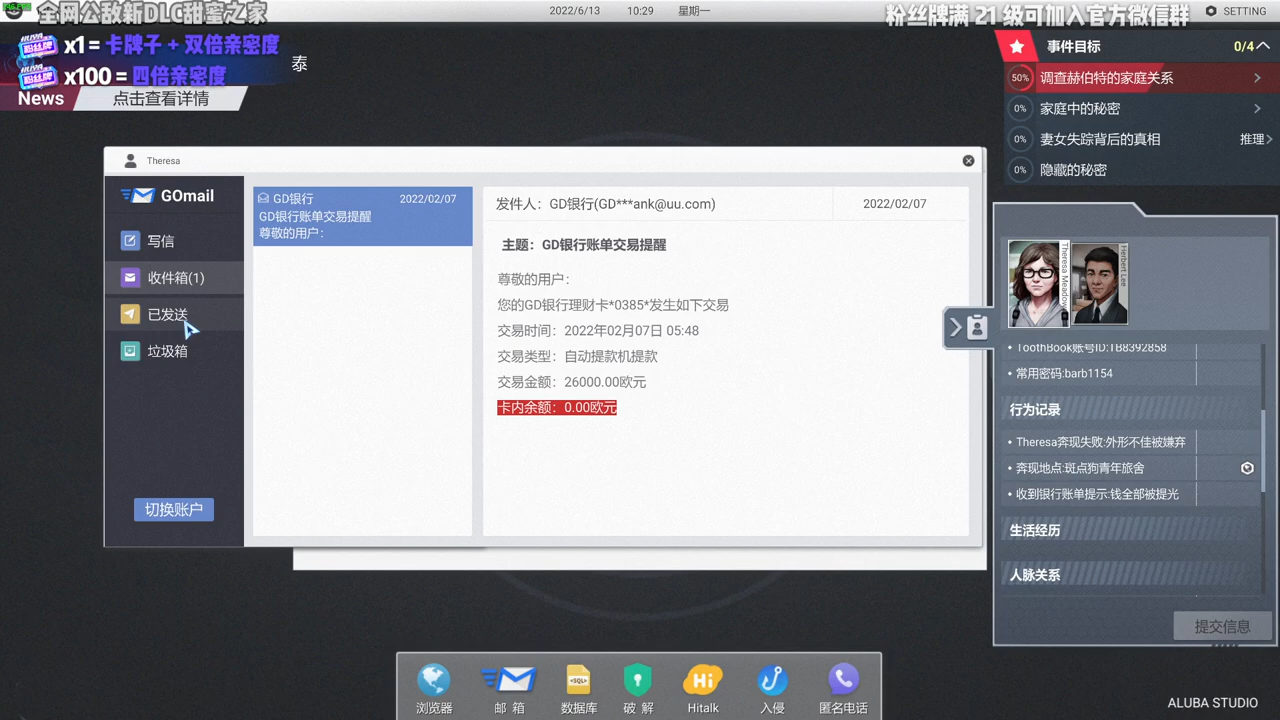 全网公敌新DLC甜蜜之家
2022/6/13
10:29
星期一
粉丝牌满 21 级可加入官方微信群
SETTING
HUYA 粉丝牌 x1 = 卡牌子 + 双倍亲密度
HUYA 粉丝牌 x100 = 四倍亲密度
泰
News
点击查看详情
事件目标
0/4
50%
调查赫伯特的家庭关系
0%
家庭中的秘密
0%
妻女失踪背后的真相
推理
0%
隐藏的秘密
Theresa
GOmail
写信
收件箱(1)
已发送
垃圾箱
切换账户
GD银行
2022/02/07
GD银行账单交易提醒
尊敬的用户:
发件人: GD银行(GD***ank@uu.com)
2022/02/07
主题: GD银行账单交易提醒
尊敬的用户:
您的GD银行理财卡*0385*发生如下交易
交易时间: 2022年02月07日 05:48
交易类型: 自动提款机提款
交易金额: 26000.00欧元
卡内余额: 0.00欧元
Herbert Lee
• ToothBook账号ID:TB8392858
• 常用密码:barb1154
行为记录
• Theresa奔现失败:外形不佳被嫌弃
• 奔现地点:斑点狗青年旅舍
• 收到银行账单提示:钱全部被提光
生活经历
人脉关系
提交信息
浏览器
邮 箱
<SQL>
数据库
破 解
Hi
Hitalk
入侵
匿名电话
ALUBA STUDIO